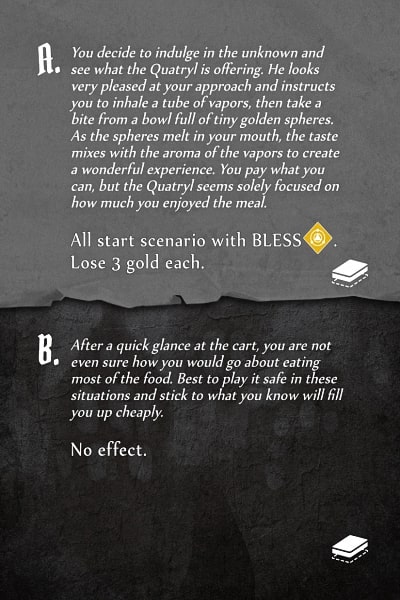 A.
You decide to indulge in the unknown and
see what the Quatryl is offering. He looks
very pleased at your approach and instructs
you to inhale a tube of vapors, then take a
bite from a bowl full of tiny golden spheres.
As the spheres melt in your mouth, the taste
mixes with the aroma of the vapors to create
a wonderful experience. You pay what you
can, but the Quatryl seems solely focused on
how much you enjoyed the meal.
All start scenario with BLESS.
Lose 3 gold each.
B.
After a quick glance at the cart, you are not
even sure how you would go about eating
most of the food. Best to play it safe in these
situations and stick to what you know will fill
you up cheaply.
No effect.